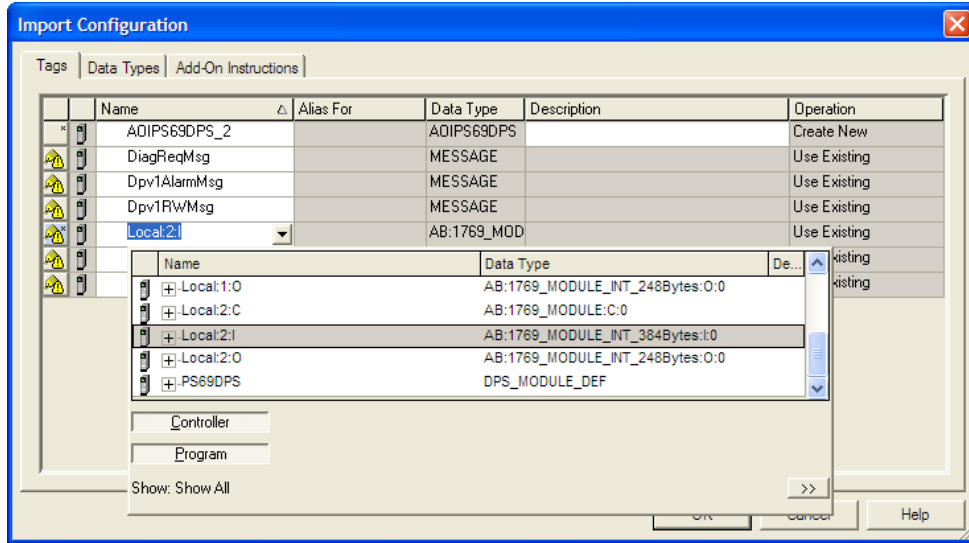 Import Configuration
Tags Data Types Add-On Instructions
Name Alias For Data Type Description Operation
AOIPS69DPS_2 AOIPS69DPS Create New
DiagReqMsg MESSAGE Use Existing
Dpv1AlarmMsg MESSAGE Use Existing
Dpv1RWMsg MESSAGE Use Existing
Local:2:I AB:1769_MOD Use Existing
Name Data Type De...
Local:1:O AB:1769_MODULE_INT_248Bytes:O:0
Local:2:C AB:1769_MODULE:C:0
Local:2:I AB:1769_MODULE_INT_384Bytes:I:0
Local:2:O AB:1769_MODULE_INT_248Bytes:O:0
PS69DPS DPS_MODULE_DEF
Controller
Program
Show: Show All >>
Help